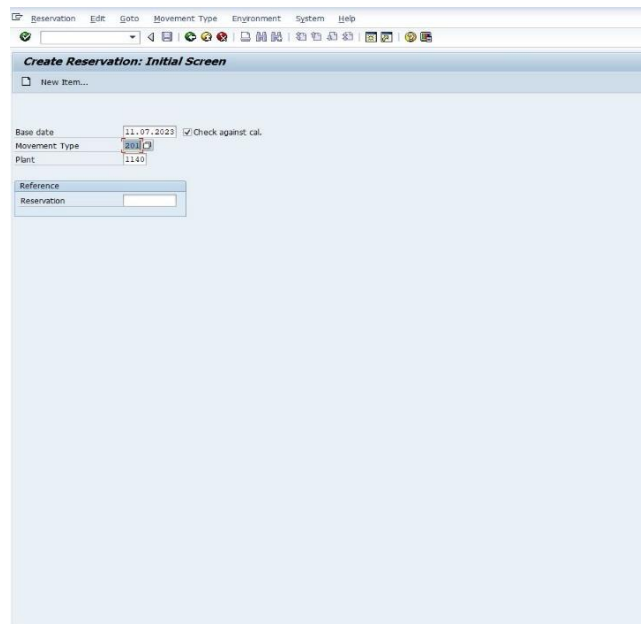 Reservation Edit Goto Movement Type Environment System Help
Create Reservation: Initial Screen
New Item...
Base date 11.07.2023 Check against cal.
Movement Type 201
Plant 1140
Reference
Reservation